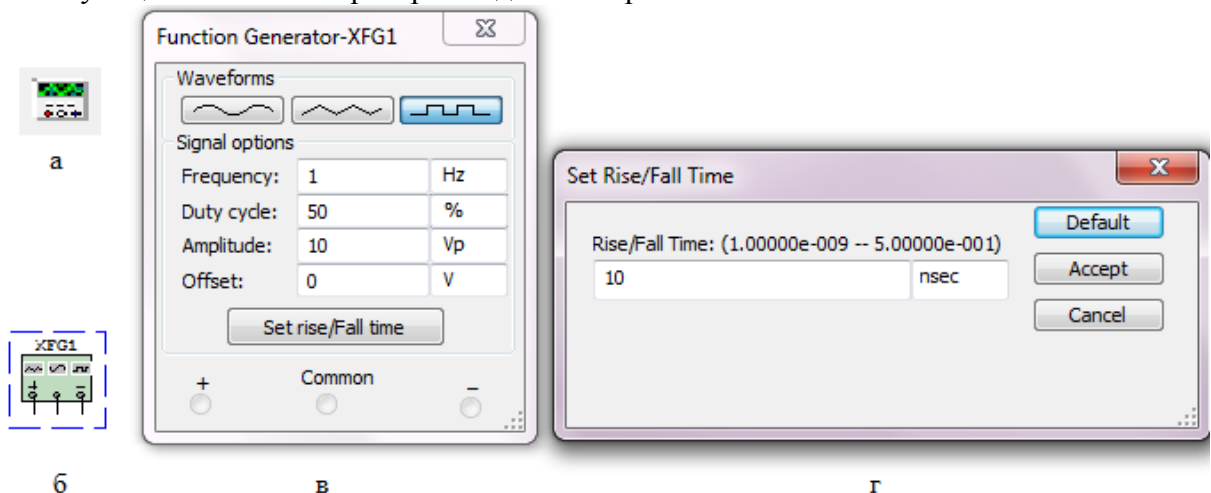 Function Generator-XFG1
Waveforms
Signal options
Frequency: 1 Hz
Duty cycle: 50 %
Amplitude: 10 Vp
Offset: 0 V
Set rise/Fall time
+ Common −
а
XFG1
б
в
Set Rise/Fall Time
Rise/Fall Time: (1.00000e-009 -- 5.00000e-001)
10 nsec
Default
Accept
Cancel
г